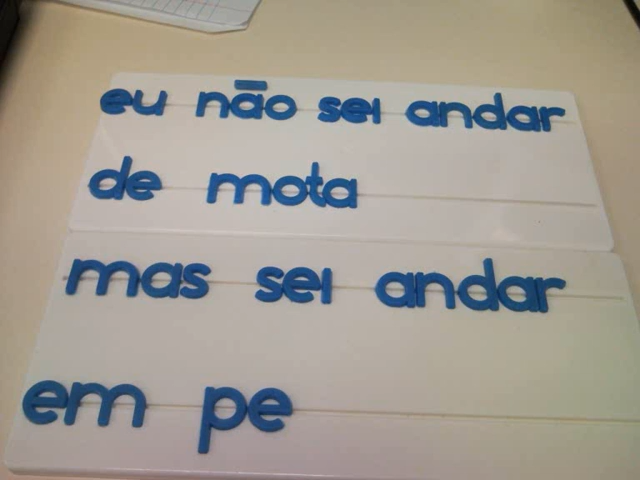 eu não sei andar
de mota
mas sei andar
em pe